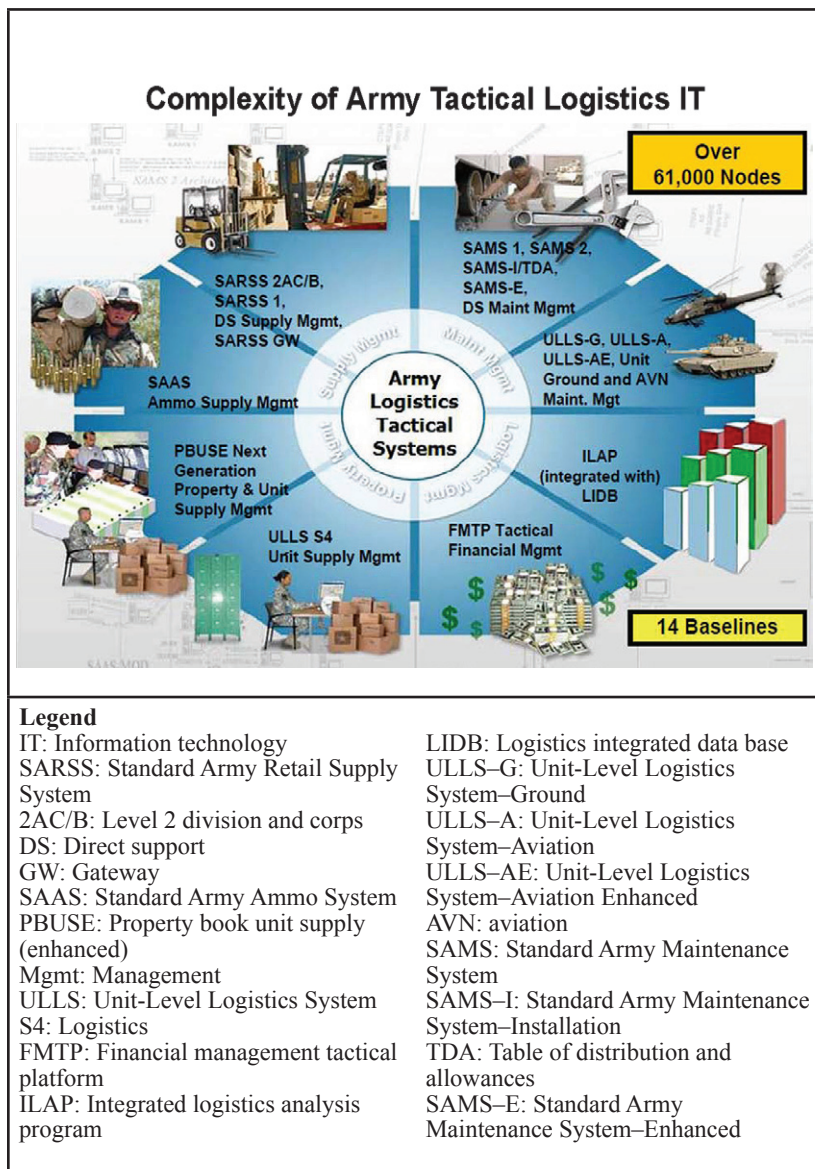 Complexity of Army Tactical Logistics IT
Over
61,000 Nodes
SAMS 2
SAMS 2 Architec
SARSS 2AC/B,
SARSS 1,
DS Supply Mgmt,
SARSS GW
SAMS 1, SAMS 2,
SAMS-I/TDA,
SAMS-E,
DS Maint Mgmt
ULLS-G, ULLS-A,
ULLS-AE, Unit
Ground and AVN
Maint. Mgt
SAAS
Ammo Supply Mgmt
Supply Mgmt
Maint Mgmt
Property Mgmt
Logistics Mgmt
Army
Logistics
Tactical
Systems
PBUSE Next
Generation
Property & Unit
Supply Mgmt
ILAP
(integrated with)
LIDB
ULLS S4
Unit Supply Mgmt
FMTP Tactical
Financial Mgmt
$ $ $ $ $ $
14 Baselines
SAAS/MOD
Legend
IT: Information technology
SARSS: Standard Army Retail Supply
System
2AC/B: Level 2 division and corps
DS: Direct support
GW: Gateway
SAAS: Standard Army Ammo System
PBUSE: Property book unit supply
(enhanced)
Mgmt: Management
ULLS: Unit-Level Logistics System
S4: Logistics
FMTP: Financial management tactical
platform
ILAP: Integrated logistics analysis
program
LIDB: Logistics integrated data base
ULLS–G: Unit-Level Logistics
System–Ground
ULLS–A: Unit-Level Logistics
System–Aviation
ULLS–AE: Unit-Level Logistics
System–Aviation Enhanced
AVN: aviation
SAMS: Standard Army Maintenance
System
SAMS–I: Standard Army Maintenance
System–Installation
TDA: Table of distribution and
allowances
SAMS–E: Standard Army
Maintenance System–Enhanced